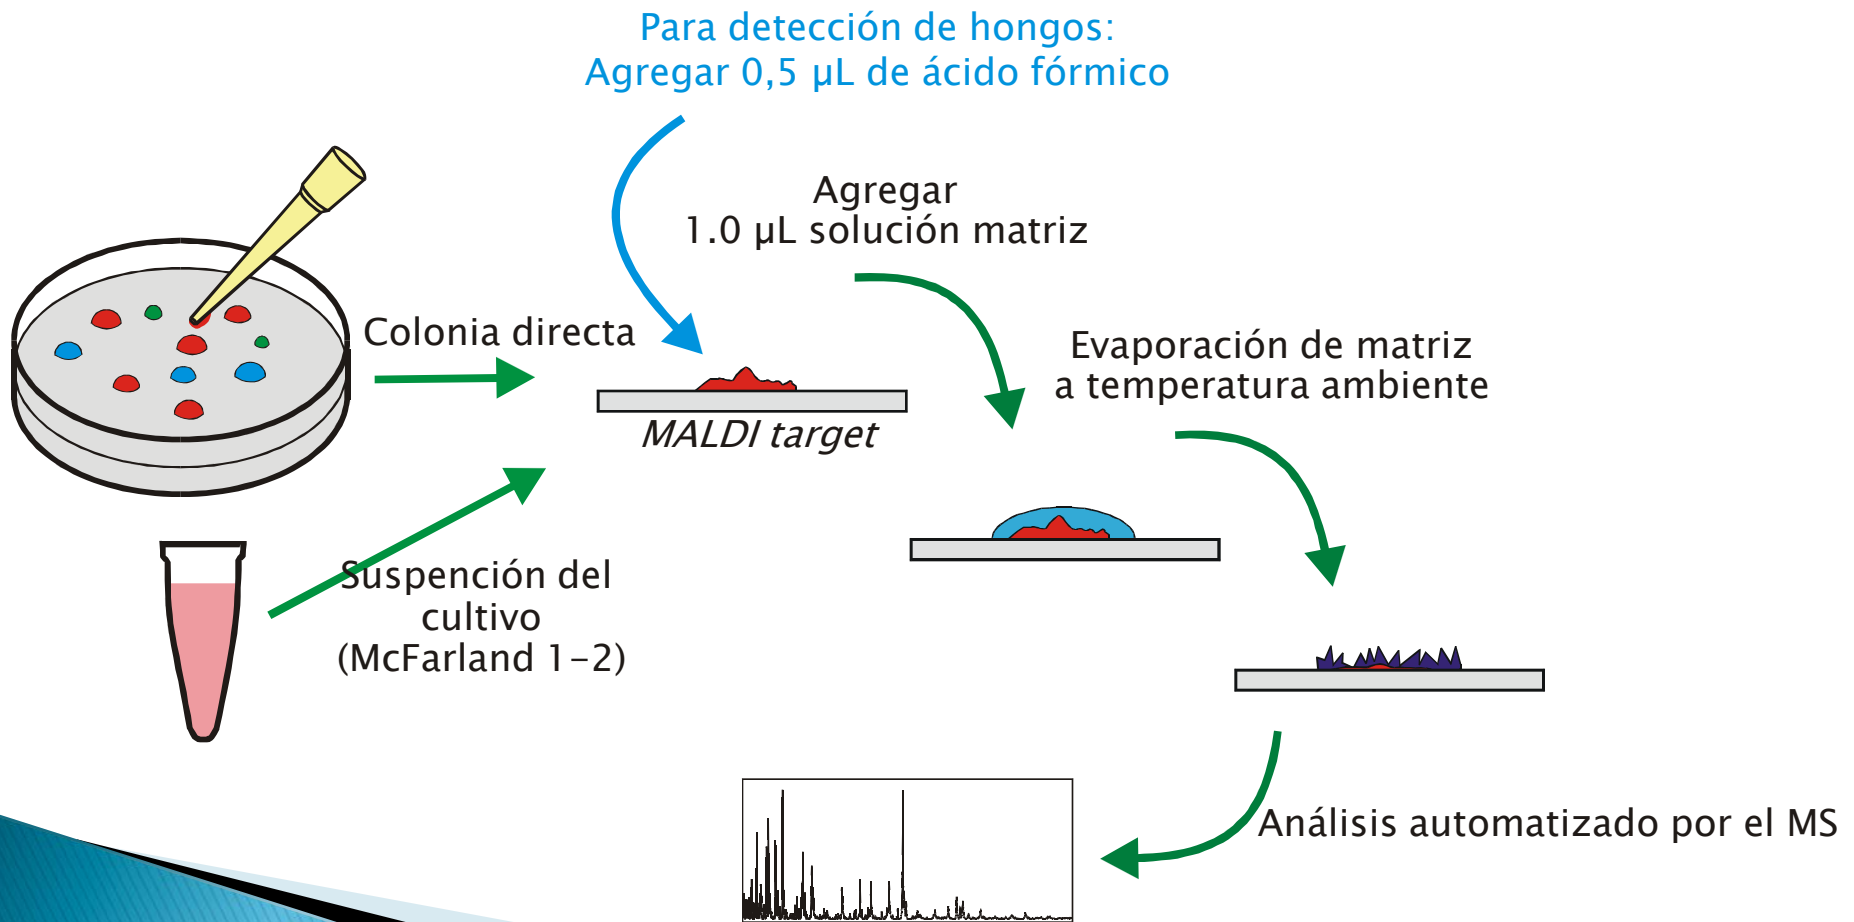 Para detección de hongos:
Agregar 0,5 µL de ácido fórmico
Agregar
1.0 µL solución matriz
Colonia directa
Evaporación de matriz
a temperatura ambiente
MALDI target
Suspención del
cultivo
(McFarland 1-2)
Análisis automatizado por el MS